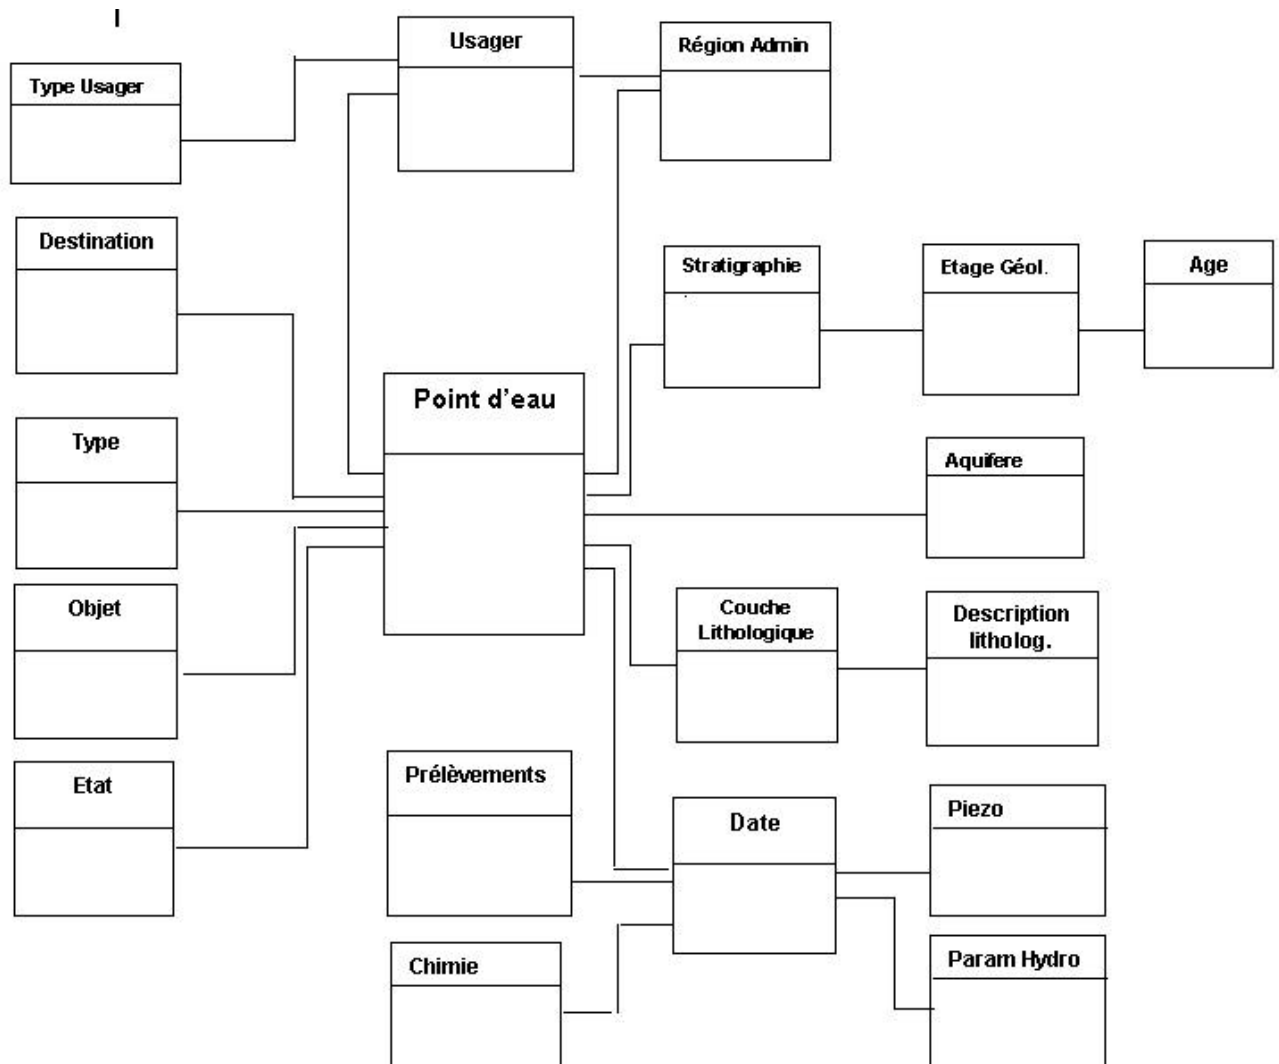 I
Usager
Région Admin
Type Usager
Destination
Stratigraphie
Etage Géol.
Age
Point d'eau
Type
Aquifere
Objet
Couche
Lithologique
Description
litholog.
Etat
Prélèvements
Date
Piezo
Chimie
Param Hydro